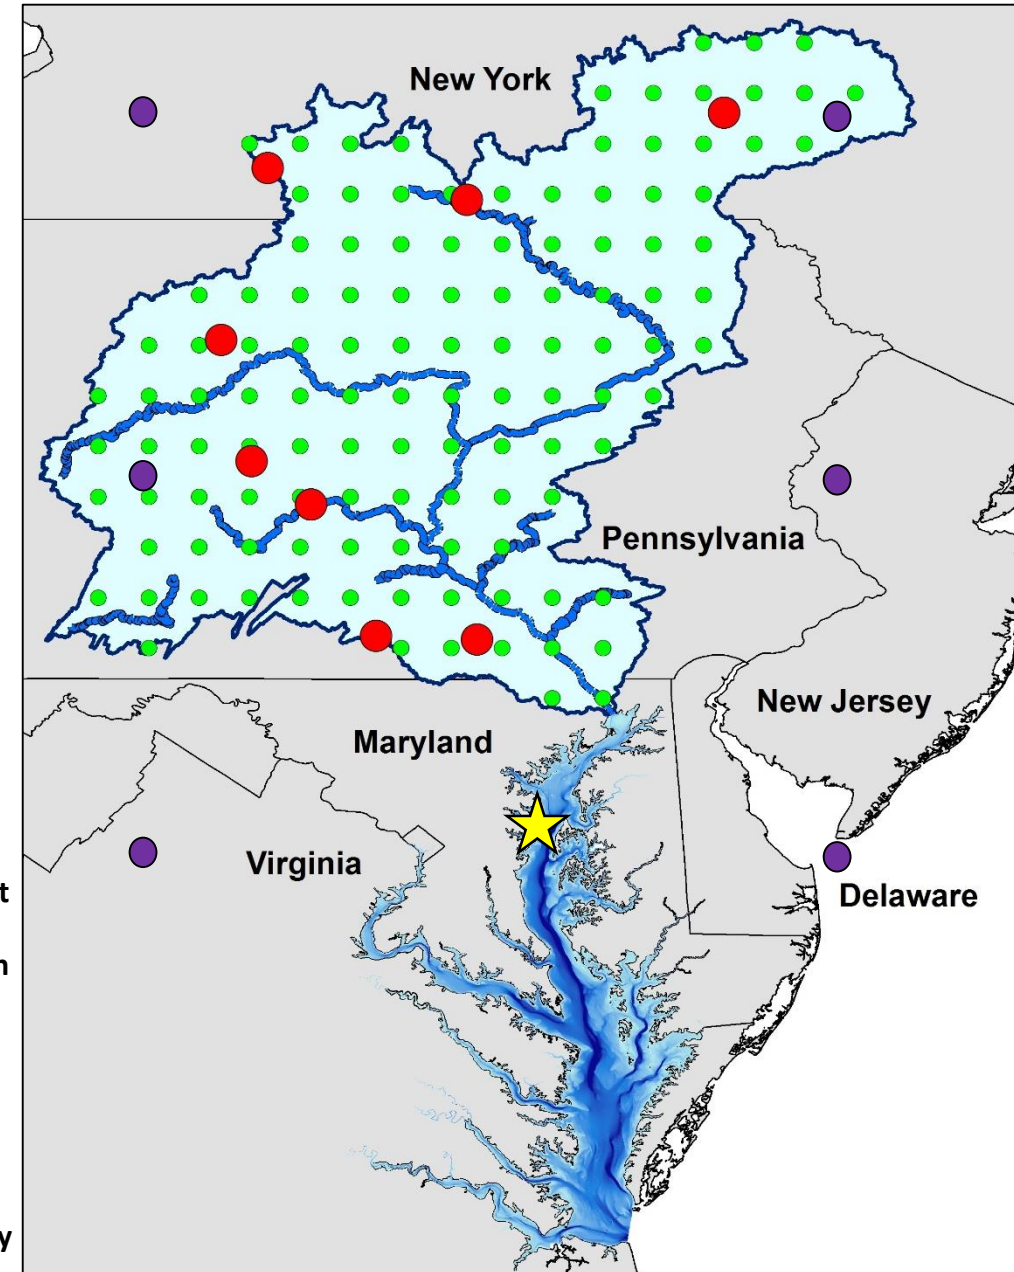 New York
Pennsylvania
New Jersey
Maryland
Virginia
Delaware
t
n
y